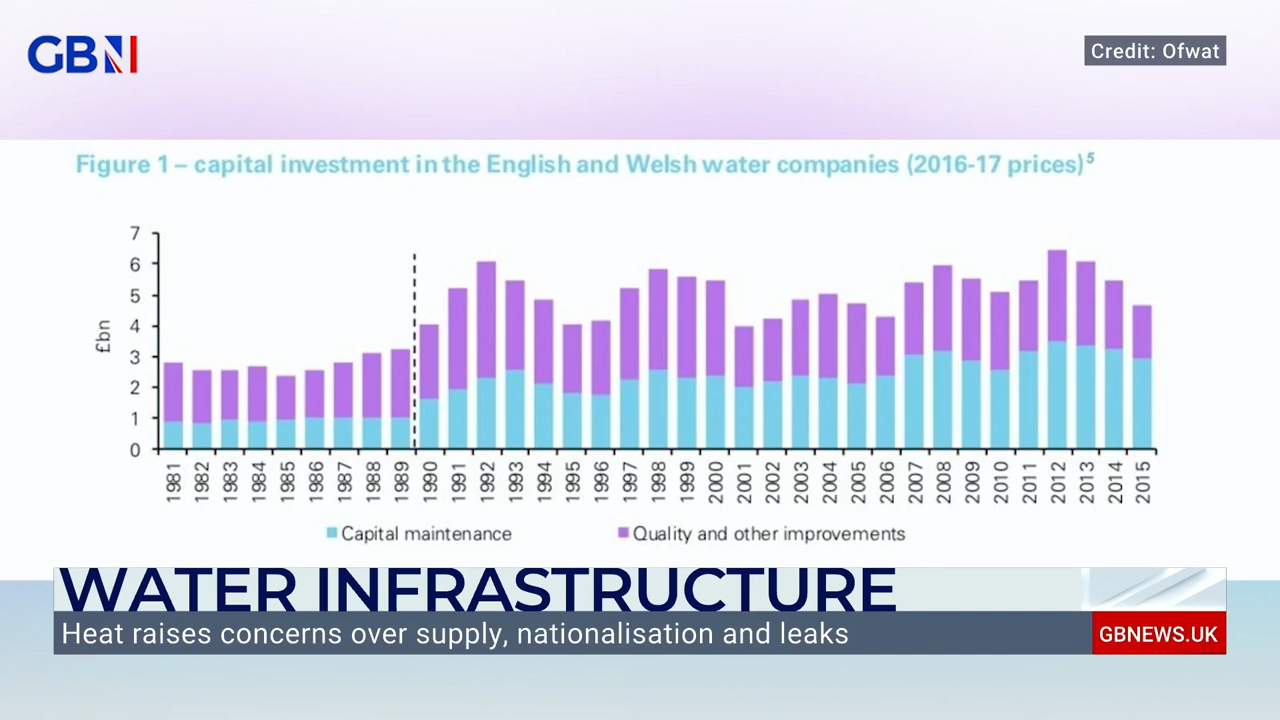 GBN
Credit: Ofwat
Figure 1 – capital investment in the English and Welsh water companies (2016-17 prices)⁵
£bn
7
6
5
4
3
2
1
0
1981 1982 1983 1984 1985 1986 1987 1988 1989 1990 1991 1992 1993 1994 1995 1996 1997 1998 1999 2000 2001 2002 2003 2004 2005 2006 2007 2008 2009 2010 2011 2012 2013 2014 2015
Capital maintenance Quality and other improvements
WATER INFRASTRUCTURE
Heat raises concerns over supply, nationalisation and leaks
GBNEWS.UK